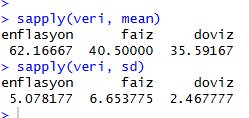 >
> sapply(veri, mean)
enflasyon faiz doviz
62.16667 40.50000 35.59167
> sapply(veri, sd)
enflasyon faiz doviz
5.078177 6.653775 2.467777
>